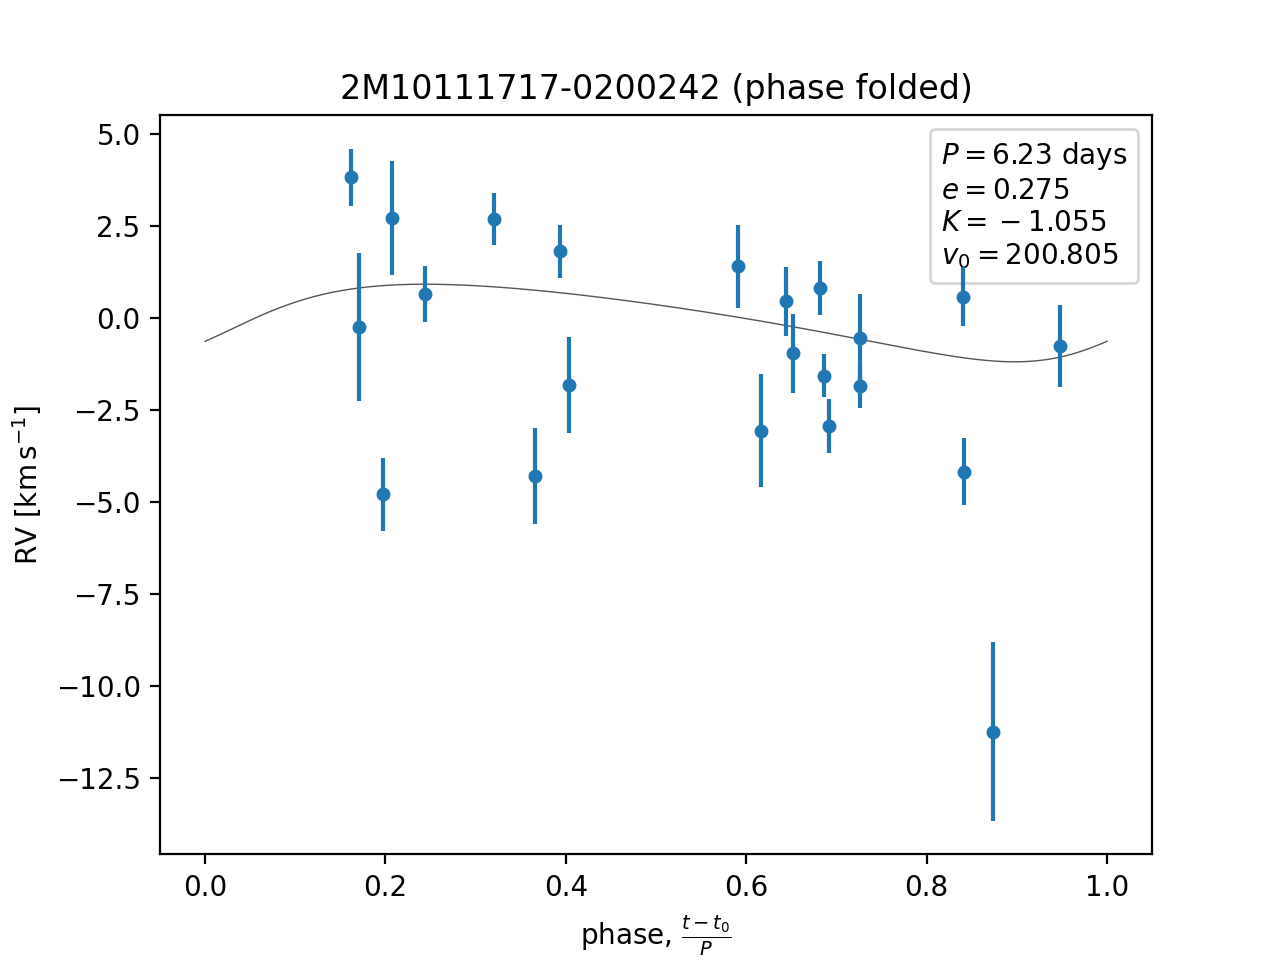 2M10111717-0200242 (phase folded)
P = 6.23 days
e = 0.275
K = −1.055
v₀ = 200.805
5.0
2.5
0.0
−2.5
−5.0
−7.5
−10.0
−12.5
RV [km s⁻¹]
0.0 0.2 0.4 0.6 0.8 1.0
phase, (t − t₀)/P